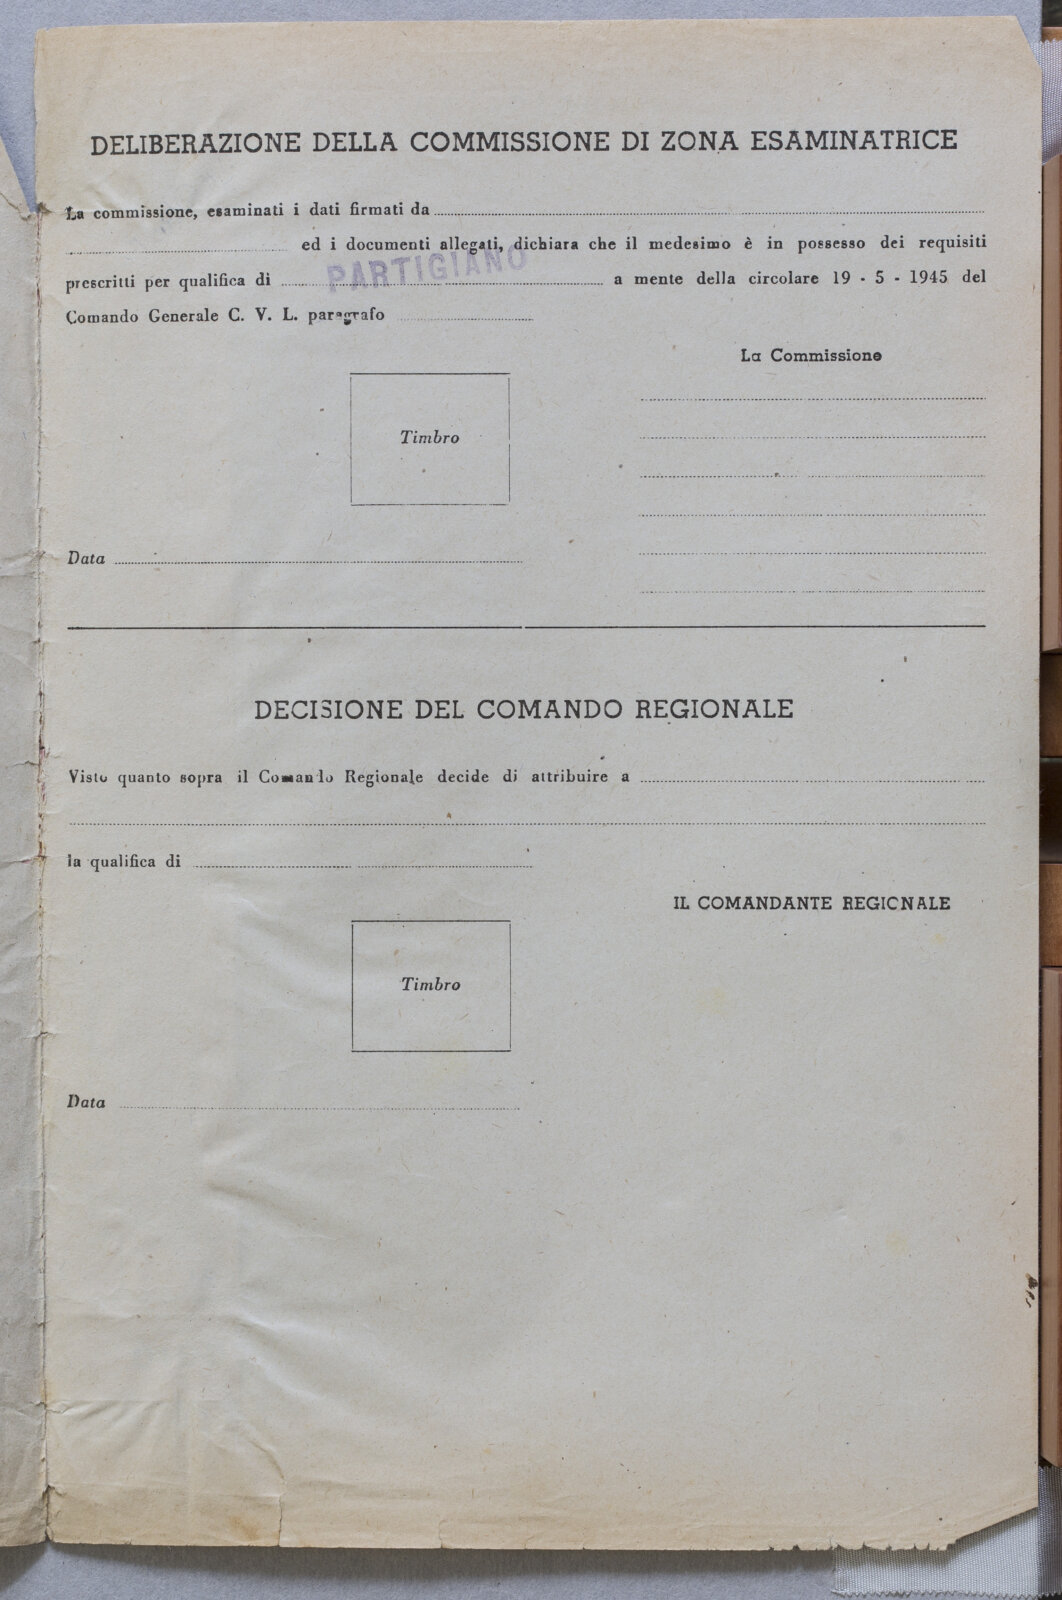 DELIBERAZIONE DELLA COMMISSIONE DI ZONA ESAMINATRICE
La commissione, esaminati i dati firmati da
ed i documenti allegati, dichiara che il medesimo è in possesso dei requisiti
prescritti per qualifica di PARTIGIANO a mente della circolare 19 - 5 - 1945 del
Comando Generale C. V. L. paragrafo
La Commissione
Timbro
Data
DECISIONE DEL COMANDO REGIONALE
Visto quanto sopra il Comando Regionale decide di attribuire a
la qualifica di
IL COMANDANTE REGIONALE
Timbro
Data